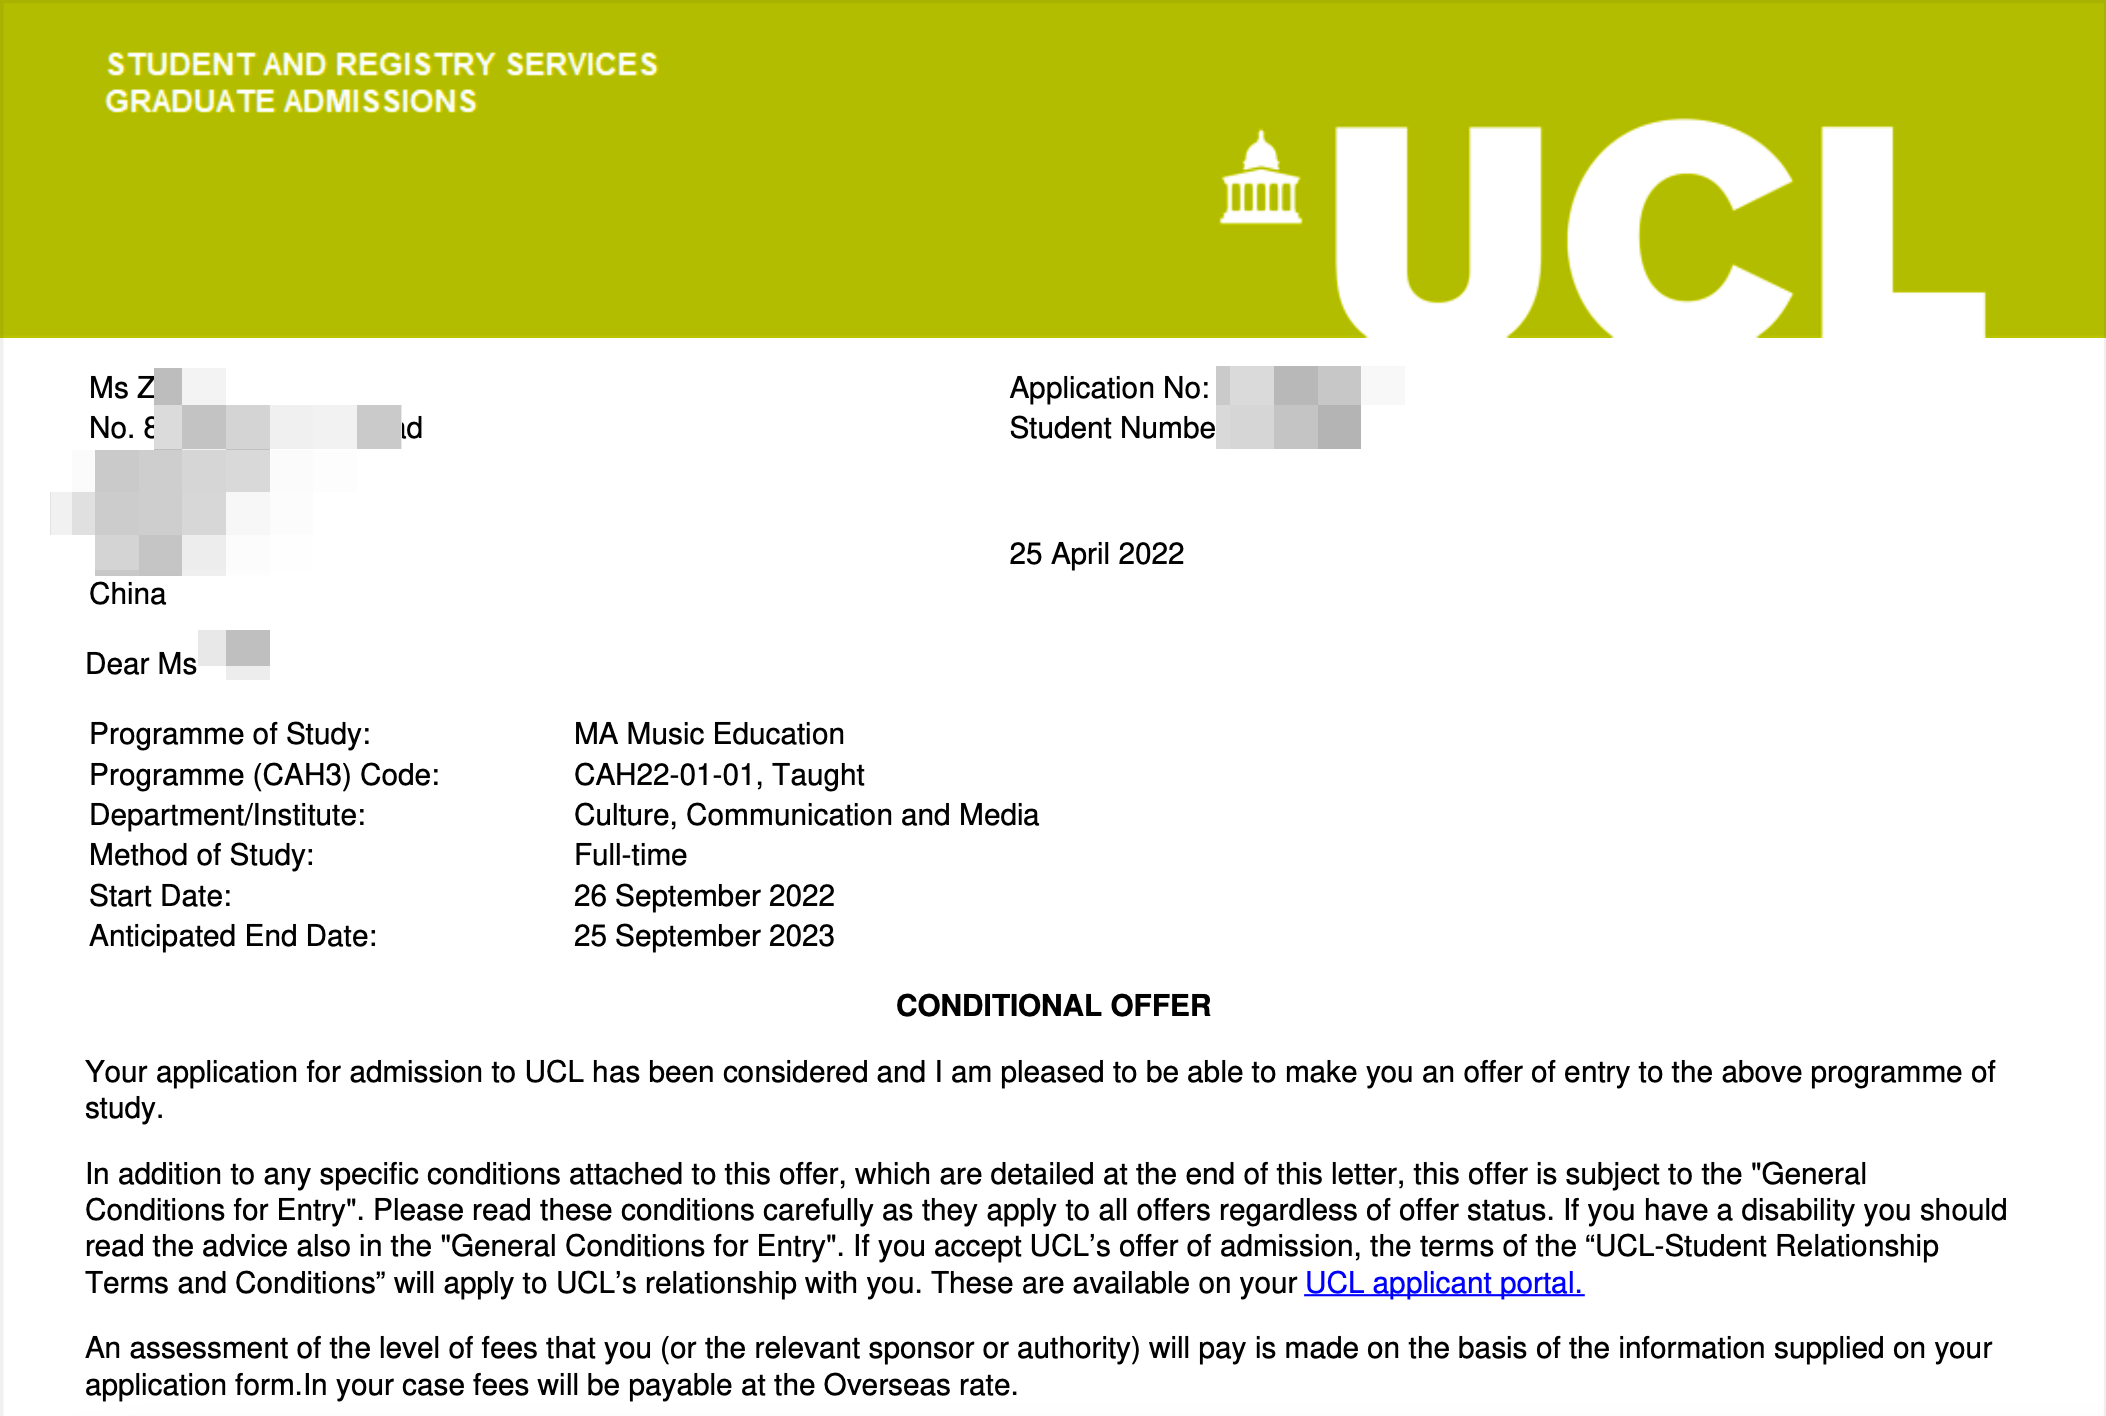 STUDENT AND REGISTRY SERVICES
GRADUATE ADMISSIONS
UCL
Ms Z
No. 8
Application No:
Student Numbe
25 April 2022
China
Dear Ms
Programme of Study: MA Music Education
Programme (CAH3) Code: CAH22-01-01, Taught
Department/Institute: Culture, Communication and Media
Method of Study: Full-time
Start Date: 26 September 2022
Anticipated End Date: 25 September 2023
CONDITIONAL OFFER
Your application for admission to UCL has been considered and I am pleased to be able to make you an offer of entry to the above programme of
study.
In addition to any specific conditions attached to this offer, which are detailed at the end of this letter, this offer is subject to the "General
Conditions for Entry". Please read these conditions carefully as they apply to all offers regardless of offer status. If you have a disability you should
read the advice also in the "General Conditions for Entry". If you accept UCL’s offer of admission, the terms of the “UCL-Student Relationship
Terms and Conditions” will apply to UCL’s relationship with you. These are available on your UCL applicant portal.
An assessment of the level of fees that you (or the relevant sponsor or authority) will pay is made on the basis of the information supplied on your
application form.In your case fees will be payable at the Overseas rate.